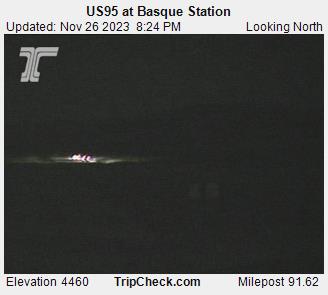 US95 at Basque Station
Updated: Nov 26 2023 8:24 PM Looking North
Elevation 4460 TripCheck.com Milepost 91.62